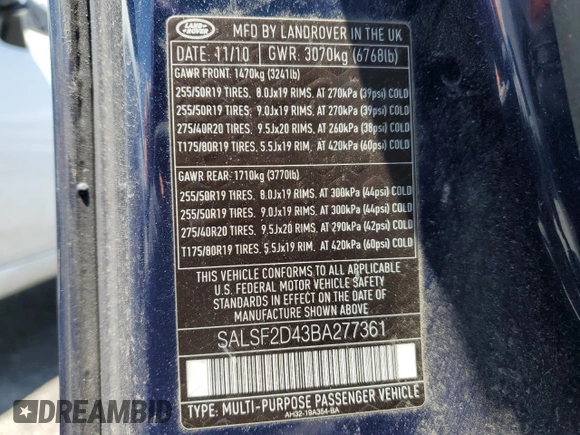 LAND
ROVER
MFD BY LANDROVER IN THE UK
DATE: 11/10 GWR: 3070kg (6768lb)
GAWR FRONT: 1470kg (3241lb)
255/50R19 TIRES. 8.0Jx19 RIMS. AT 270kPa (39psi) COLD
255/50R19 TIRES. 9.0Jx19 RIMS. AT 270kPa (39psi) COLD
275/40R20 TIRES. 9.5Jx20 RIMS. AT 260kPa (38psi) COLD
T175/80R19 TIRES. 5.5Jx19 RIM, AT 420kPa (60psi) COLD
GAWR REAR: 1710kg (3770lb)
255/50R19 TIRES. 8.0Jx19 RIMS. AT 300kPa (44psi) COLD
255/50R19 TIRES. 9.0Jx19 RIMS. AT 300kPa (44psi) COLD
275/40R20 TIRES. 9.5Jx20 RIMS. AT 290kPa (42psi) COLD
T175/80R19 TIRES. 5.5Jx19 RIM, AT 420kPa (60psi) COLD
THIS VEHICLE CONFORMS TO ALL APPLICABLE
U.S. FEDERAL MOTOR VEHICLE SAFETY
STANDARDS IN EFFECT ON THE DATE OF
MANUFACTURE SHOWN ABOVE
SALSF2D43BA277361
TYPE: MULTI-PURPOSE PASSENGER VEHICLE
AH32-19A354-BA
DREAMBID